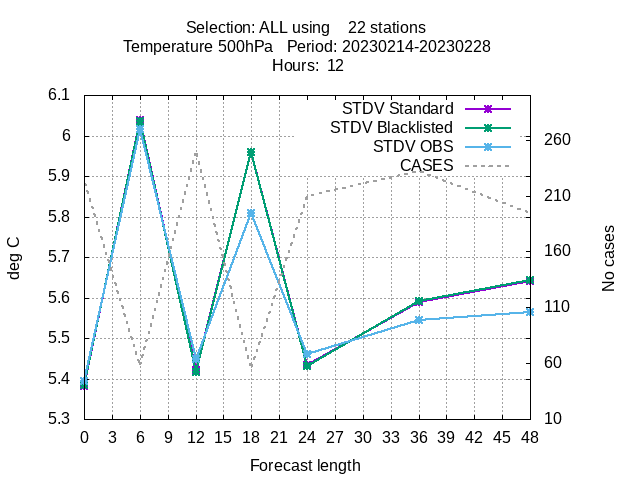 Selection: ALL using    22 stations
Temperature 500hPa   Period: 20230214-20230228
Hours:  12
STDV Standard
STDV Blacklisted
STDV OBS
CASES
deg C
6.1
6
5.9
5.8
5.7
5.6
5.5
5.4
5.3
260
210
160
110
60
10
No cases
0 3 6 9 12 15 18 21 24 27 30 33 36 39 42 45 48
Forecast length